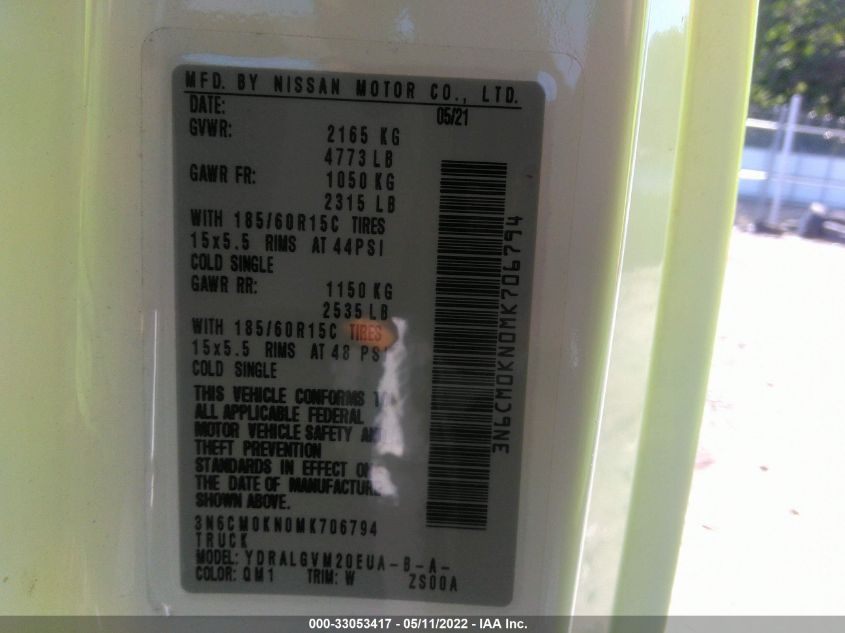 MFD. BY NISSAN MOTOR CO., LTD.
DATE: 05/21
GVWR: 2165 KG
4773 LB
GAWR FR: 1050 KG
2315 LB
WITH 185/60R15C TIRES
15x5.5 RIMS AT 44PSI
COLD SINGLE
GAWR RR: 1150 KG
2535 LB
WITH 185/60R15C TIRES
15x5.5 RIMS AT 48 PSI
COLD SINGLE
THIS VEHICLE CONFORMS TO
ALL APPLICABLE FEDERAL
MOTOR VEHICLE SAFETY AND
THEFT PREVENTION
STANDARDS IN EFFECT ON
THE DATE OF MANUFACTURE
SHOWN ABOVE.
3N6CM0KN0MK706794
TRUCK
MODEL: YDRALGVM20EUA-B-A-
COLOR: QM1 TRIM: W ZS00A
3N6CM0KN0MK706794
000-33053417 - 05/11/2022 - IAA Inc.